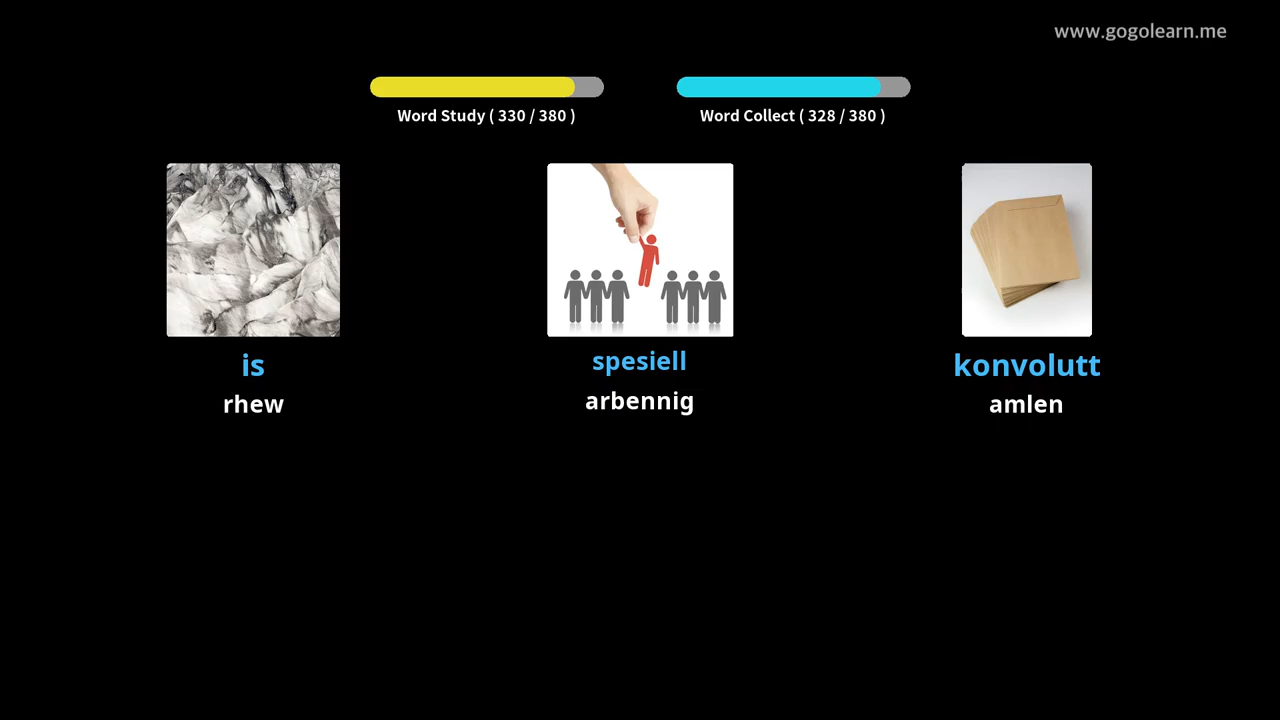 www.gogolearn.me
Word Study ( 330 / 380 )
Word Collect ( 328 / 380 )
is
rhew
spesiell
arbennig
konvolutt
amlen